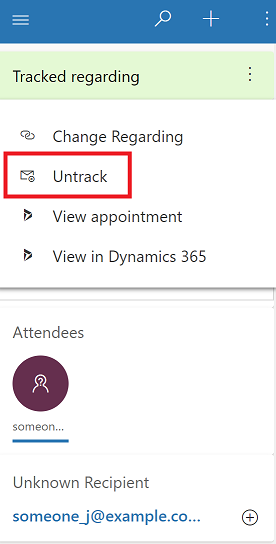 Tracked regarding
Change Regarding
Untrack
View appointment
View in Dynamics 365
Attendees
someon...
Unknown Recipient
someone_j@example.co...